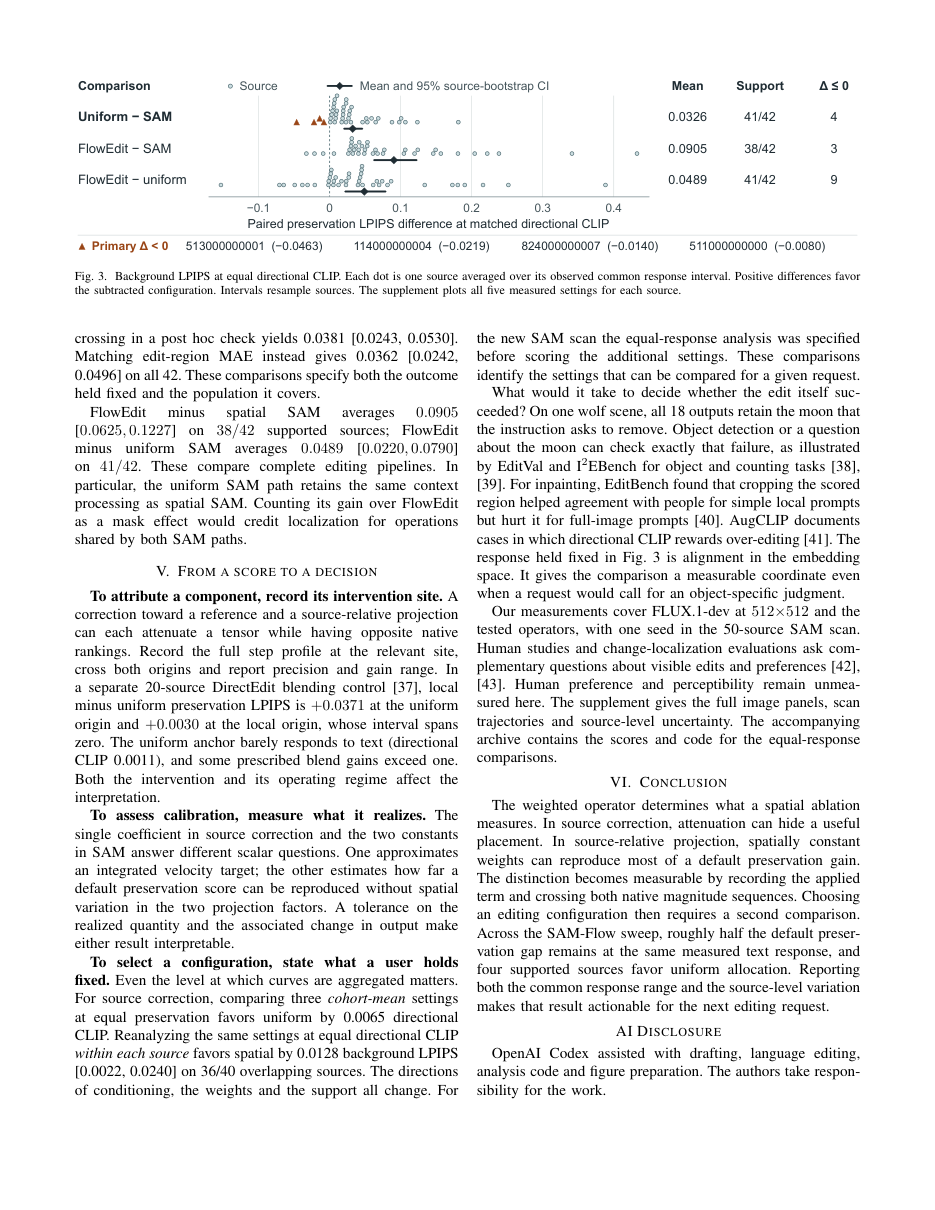 Comparison Source Mean and 95% source-bootstrap CI Mean Support Δ ≤ 0
Uniform − SAM 0.0326 41/42 4
FlowEdit − SAM 0.0905 38/42 3
FlowEdit − uniform 0.0489 41/42 9
−0.1 0 0.1 0.2 0.3 0.4
Paired preservation LPIPS difference at matched directional CLIP
▲ Primary Δ < 0 513000000001 (−0.0463) 114000000004 (−0.0219) 824000000007 (−0.0140) 511000000000 (−0.0080)
Fig. 3. Background LPIPS at equal directional CLIP. Each dot is one source averaged over its observed common response interval. Positive differences favor
the subtracted configuration. Intervals resample sources. The supplement plots all five measured settings for each source.
crossing in a post hoc check yields 0.0381 [0.0243, 0.0530].
Matching edit-region MAE instead gives 0.0362 [0.0242,
0.0496] on all 42. These comparisons specify both the outcome
held fixed and the population it covers.
FlowEdit minus spatial SAM averages 0.0905
[0.0625, 0.1227] on 38/42 supported sources; FlowEdit
minus uniform SAM averages 0.0489 [0.0220, 0.0790]
on 41/42. These compare complete editing pipelines. In
particular, the uniform SAM path retains the same context
processing as spatial SAM. Counting its gain over FlowEdit
as a mask effect would credit localization for operations
shared by both SAM paths.
V. FROM A SCORE TO A DECISION
To attribute a component, record its intervention site. A
correction toward a reference and a source-relative projection
can each attenuate a tensor while having opposite native
rankings. Record the full step profile at the relevant site,
cross both origins and report precision and gain range. In
a separate 20-source DirectEdit blending control [37], local
minus uniform preservation LPIPS is +0.0371 at the uniform
origin and +0.0030 at the local origin, whose interval spans
zero. The uniform anchor barely responds to text (directional
CLIP 0.0011), and some prescribed blend gains exceed one.
Both the intervention and its operating regime affect the
interpretation.
To assess calibration, measure what it realizes. The
single coefficient in source correction and the two constants
in SAM answer different scalar questions. One approximates
an integrated velocity target; the other estimates how far a
default preservation score can be reproduced without spatial
variation in the two projection factors. A tolerance on the
realized quantity and the associated change in output make
either result interpretable.
To select a configuration, state what a user holds
fixed. Even the level at which curves are aggregated matters.
For source correction, comparing three cohort-mean settings
at equal preservation favors uniform by 0.0065 directional
CLIP. Reanalyzing the same settings at equal directional CLIP
within each source favors spatial by 0.0128 background LPIPS
[0.0022, 0.0240] on 36/40 overlapping sources. The directions
of conditioning, the weights and the support all change. For
the new SAM scan the equal-response analysis was specified
before scoring the additional settings. These comparisons
identify the settings that can be compared for a given request.
What would it take to decide whether the edit itself suc-
ceeded? On one wolf scene, all 18 outputs retain the moon that
the instruction asks to remove. Object detection or a question
about the moon can check exactly that failure, as illustrated
by EditVal and I²EBench for object and counting tasks [38],
[39]. For inpainting, EditBench found that cropping the scored
region helped agreement with people for simple local prompts
but hurt it for full-image prompts [40]. AugCLIP documents
cases in which directional CLIP rewards over-editing [41]. The
response held fixed in Fig. 3 is alignment in the embedding
space. It gives the comparison a measurable coordinate even
when a request would call for an object-specific judgment.
Our measurements cover FLUX.1-dev at 512×512 and the
tested operators, with one seed in the 50-source SAM scan.
Human studies and change-localization evaluations ask com-
plementary questions about visible edits and preferences [42],
[43]. Human preference and perceptibility remain unmea-
sured here. The supplement gives the full image panels, scan
trajectories and source-level uncertainty. The accompanying
archive contains the scores and code for the equal-response
comparisons.
VI. CONCLUSION
The weighted operator determines what a spatial ablation
measures. In source correction, attenuation can hide a useful
placement. In source-relative projection, spatially constant
weights can reproduce most of a default preservation gain.
The distinction becomes measurable by recording the applied
term and crossing both native magnitude sequences. Choosing
an editing configuration then requires a second comparison.
Across the SAM-Flow sweep, roughly half the default preser-
vation gap remains at the same measured text response, and
four supported sources favor uniform allocation. Reporting
both the common response range and the source-level variation
makes that result actionable for the next editing request.
AI DISCLOSURE
OpenAI Codex assisted with drafting, language editing,
analysis code and figure preparation. The authors take respon-
sibility for the work.